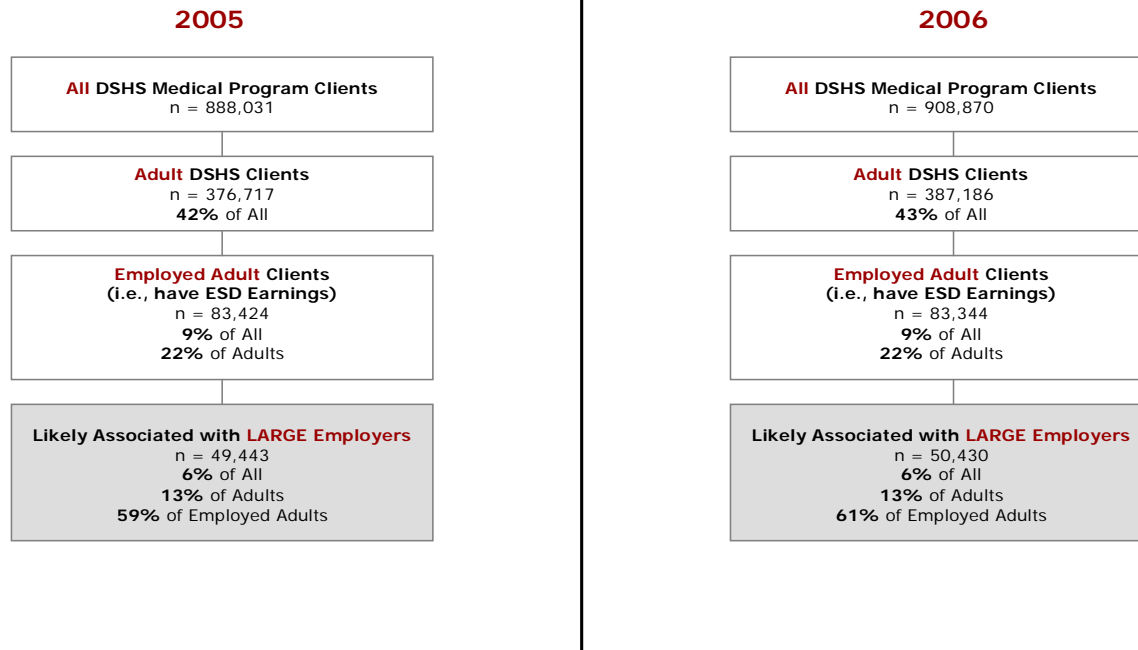 2005
All DSHS Medical Program Clients
n = 888,031
Adult DSHS Clients
n = 376,717
42% of All
Employed Adult Clients
(i.e., have ESD Earnings)
n = 83,424
9% of All
22% of Adults
Likely Associated with LARGE Employers
n = 49,443
6% of All
13% of Adults
59% of Employed Adults
2006
All DSHS Medical Program Clients
n = 908,870
Adult DSHS Clients
n = 387,186
43% of All
Employed Adult Clients
(i.e., have ESD Earnings)
n = 83,344
9% of All
22% of Adults
Likely Associated with LARGE Employers
n = 50,430
6% of All
13% of Adults
61% of Employed Adults